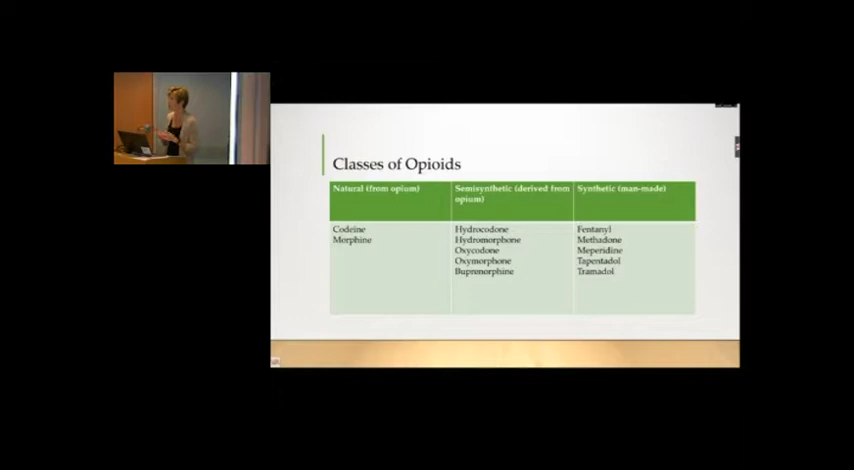 Classes of Opioids
Natural (from opium)
Semisynthetic (derived from
opium)
Synthetic (man-made)
Codeine
Morphine
Hydrocodone
Hydromorphone
Oxycodone
Oxymorphone
Buprenorphine
Fentanyl
Methadone
Meperidine
Tapentadol
Tramadol